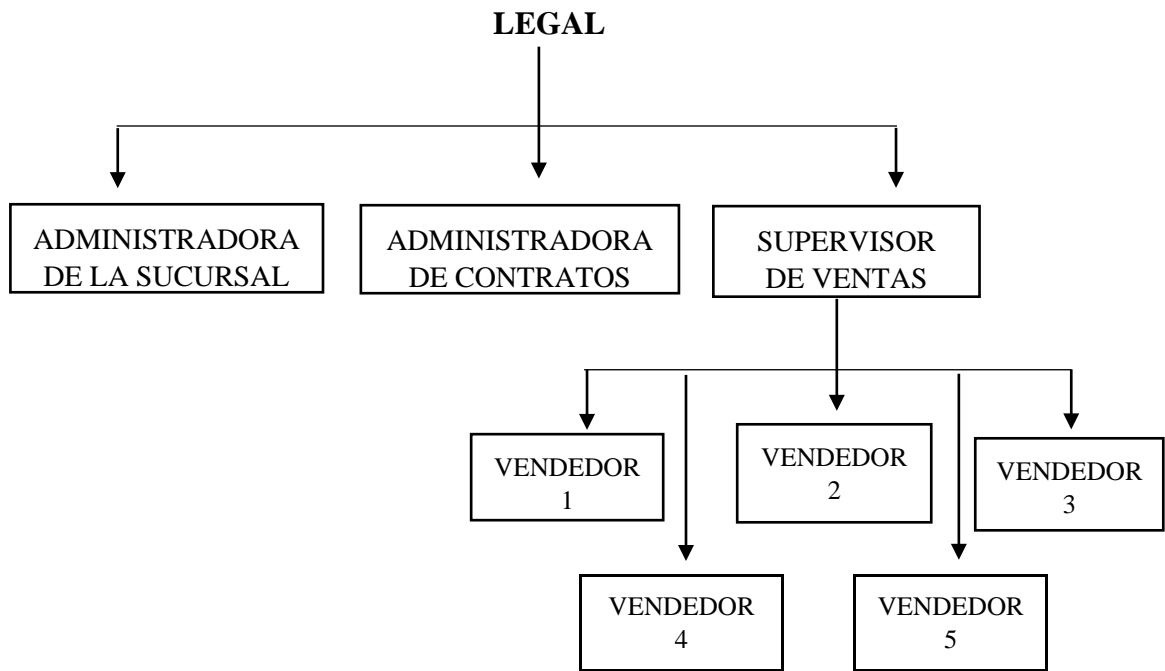 LEGAL
ADMINISTRADORA
DE LA SUCURSAL
ADMINISTRADORA
DE CONTRATOS
SUPERVISOR
DE VENTAS
VENDEDOR
1
VENDEDOR
2
VENDEDOR
3
VENDEDOR
4
VENDEDOR
5